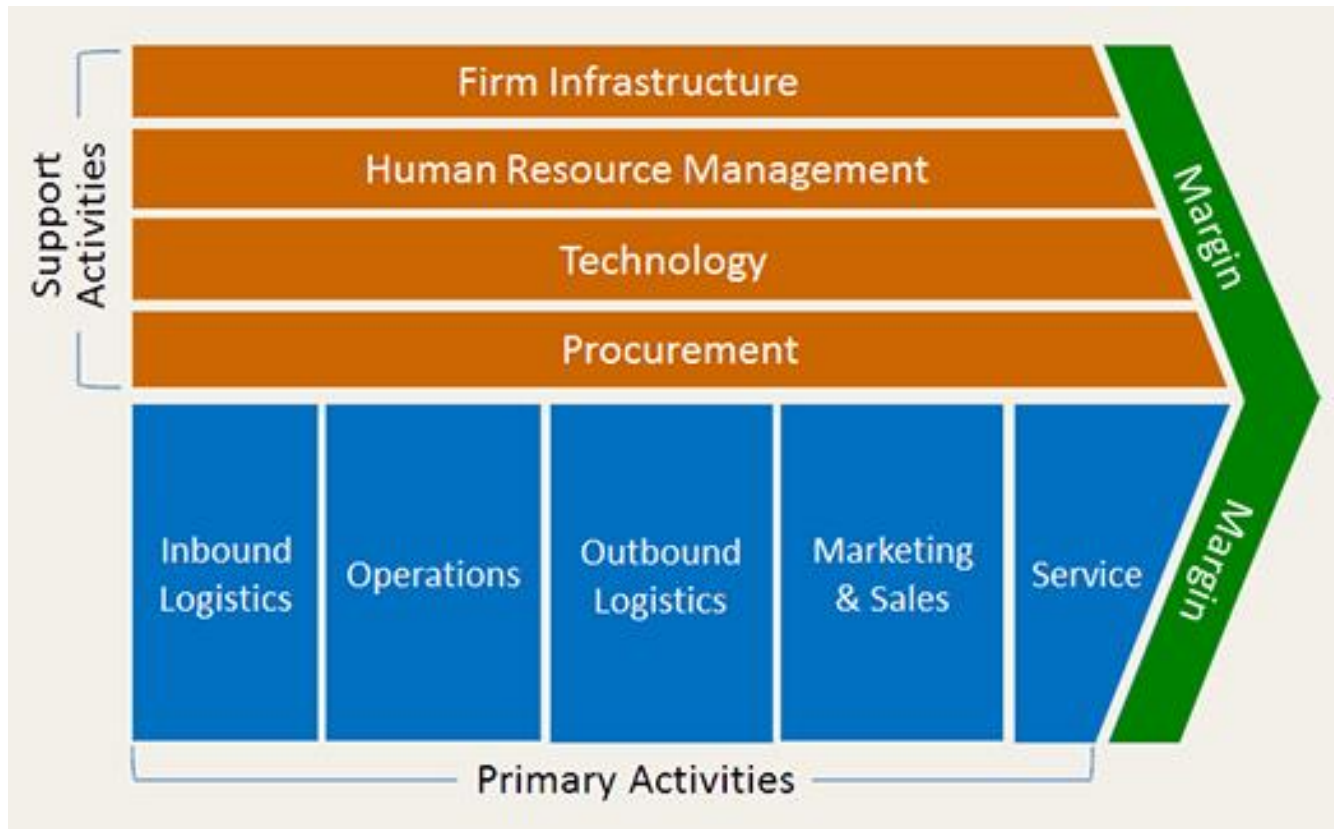 Support
Activities
Firm Infrastructure
Human Resource Management
Technology
Procurement
Margin
Inbound
Logistics
Operations
Outbound
Logistics
Marketing
& Sales
Service
Margin
Primary Activities